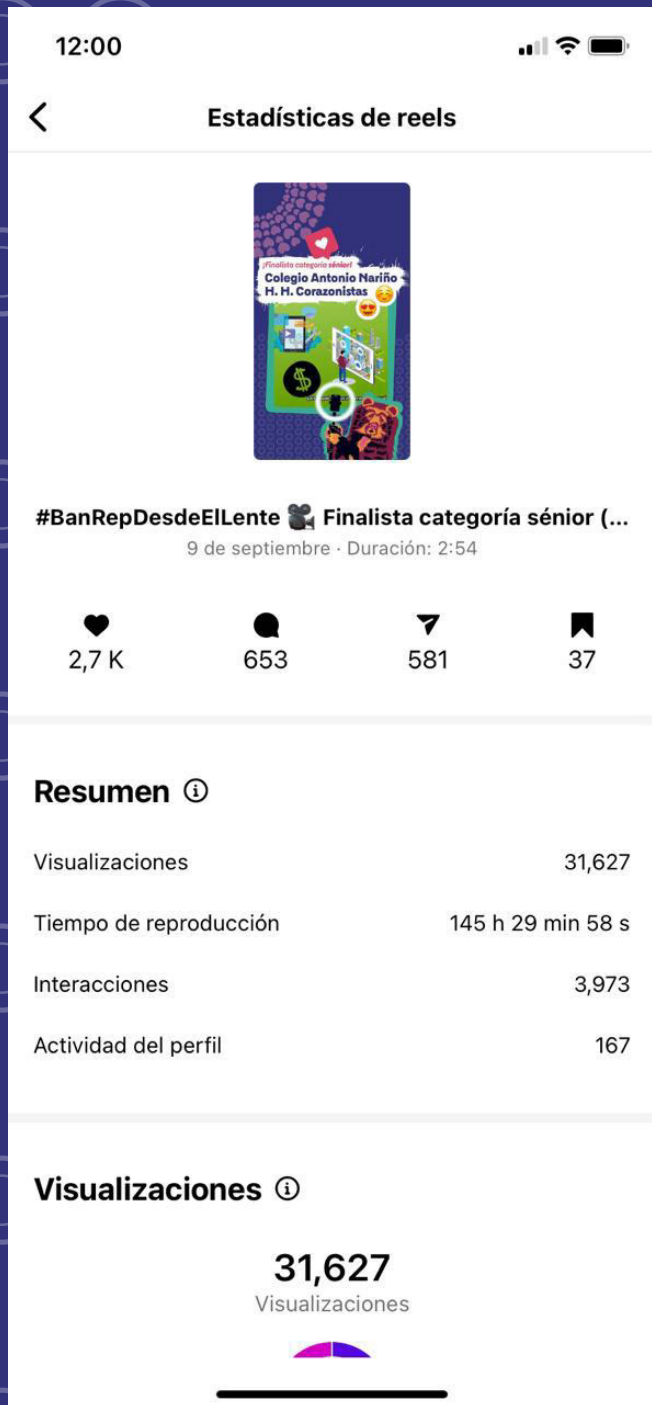 12:00
Estadísticas de reels
¡Finalista categoría sénior!
Colegio Antonio Nariño
H. H. Corazonistas
$
#BanRepDesdeElLente 🎥 Finalista categoría sénior (...
9 de septiembre · Duración: 2:54
2,7 K 653 581 37
Resumen
Visualizaciones 31,627
Tiempo de reproducción 145 h 29 min 58 s
Interacciones 3,973
Actividad del perfil 167
Visualizaciones
31,627
Visualizaciones